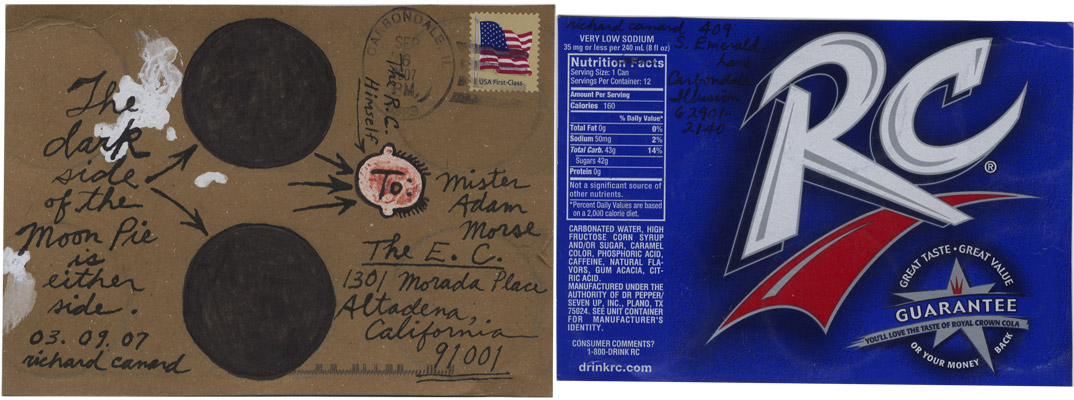 The
dark
side
of the
Moon Pie
is
either
side.
03.09.07
richard canard
CARBONDALE IL
SEP
16
PM
USA First-Class
The R.C.
Himself
To:
Mister
Adam
Morse
The E. C.
1301 Morada Place
Altadena,
California
91001
richard canard 409
S. Emerald
lane
Carbondale
Illusion
62901-
2140
VERY LOW SODIUM
35 mg or less per 240 mL (8 fl oz)
Nutrition Facts
Serving Size: 1 Can
Servings Per Container: 12
Amount Per Serving
Calories 160
% Daily Value*
Total Fat 0g 0%
Sodium 50mg 2%
Total Carb. 43g 14%
Sugars 42g
Protein 0g
Not a significant source of
other nutrients.
*Percent Daily Values are based
on a 2,000 calorie diet.
CARBONATED WATER, HIGH
FRUCTOSE CORN SYRUP
AND/OR SUGAR, CARAMEL
COLOR, PHOSPHORIC ACID,
CAFFEINE, NATURAL FLA-
VORS, GUM ACACIA, CIT-
RIC ACID.
MANUFACTURED UNDER THE
AUTHORITY OF DR PEPPER/
SEVEN UP, INC., PLANO, TX
75024. SEE UNIT CONTAINER
FOR MANUFACTURER'S
IDENTITY.
CONSUMER COMMENTS?
1-800-DRINK RC
drinkrc.com
RC®
GREAT TASTE • GREAT VALUE
GUARANTEE
YOU'LL LOVE THE TASTE OF ROYAL CROWN COLA
OR YOUR MONEY BACK